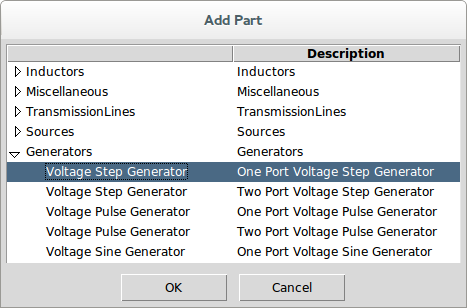 Add Part
Description
Inductors Inductors
Miscellaneous Miscellaneous
TransmissionLines TransmissionLines
Sources Sources
Generators Generators
Voltage Step Generator One Port Voltage Step Generator
Voltage Step Generator Two Port Voltage Step Generator
Voltage Pulse Generator One Port Voltage Pulse Generator
Voltage Pulse Generator Two Port Voltage Pulse Generator
Voltage Sine Generator One Port Voltage Sine Generator
OK Cancel